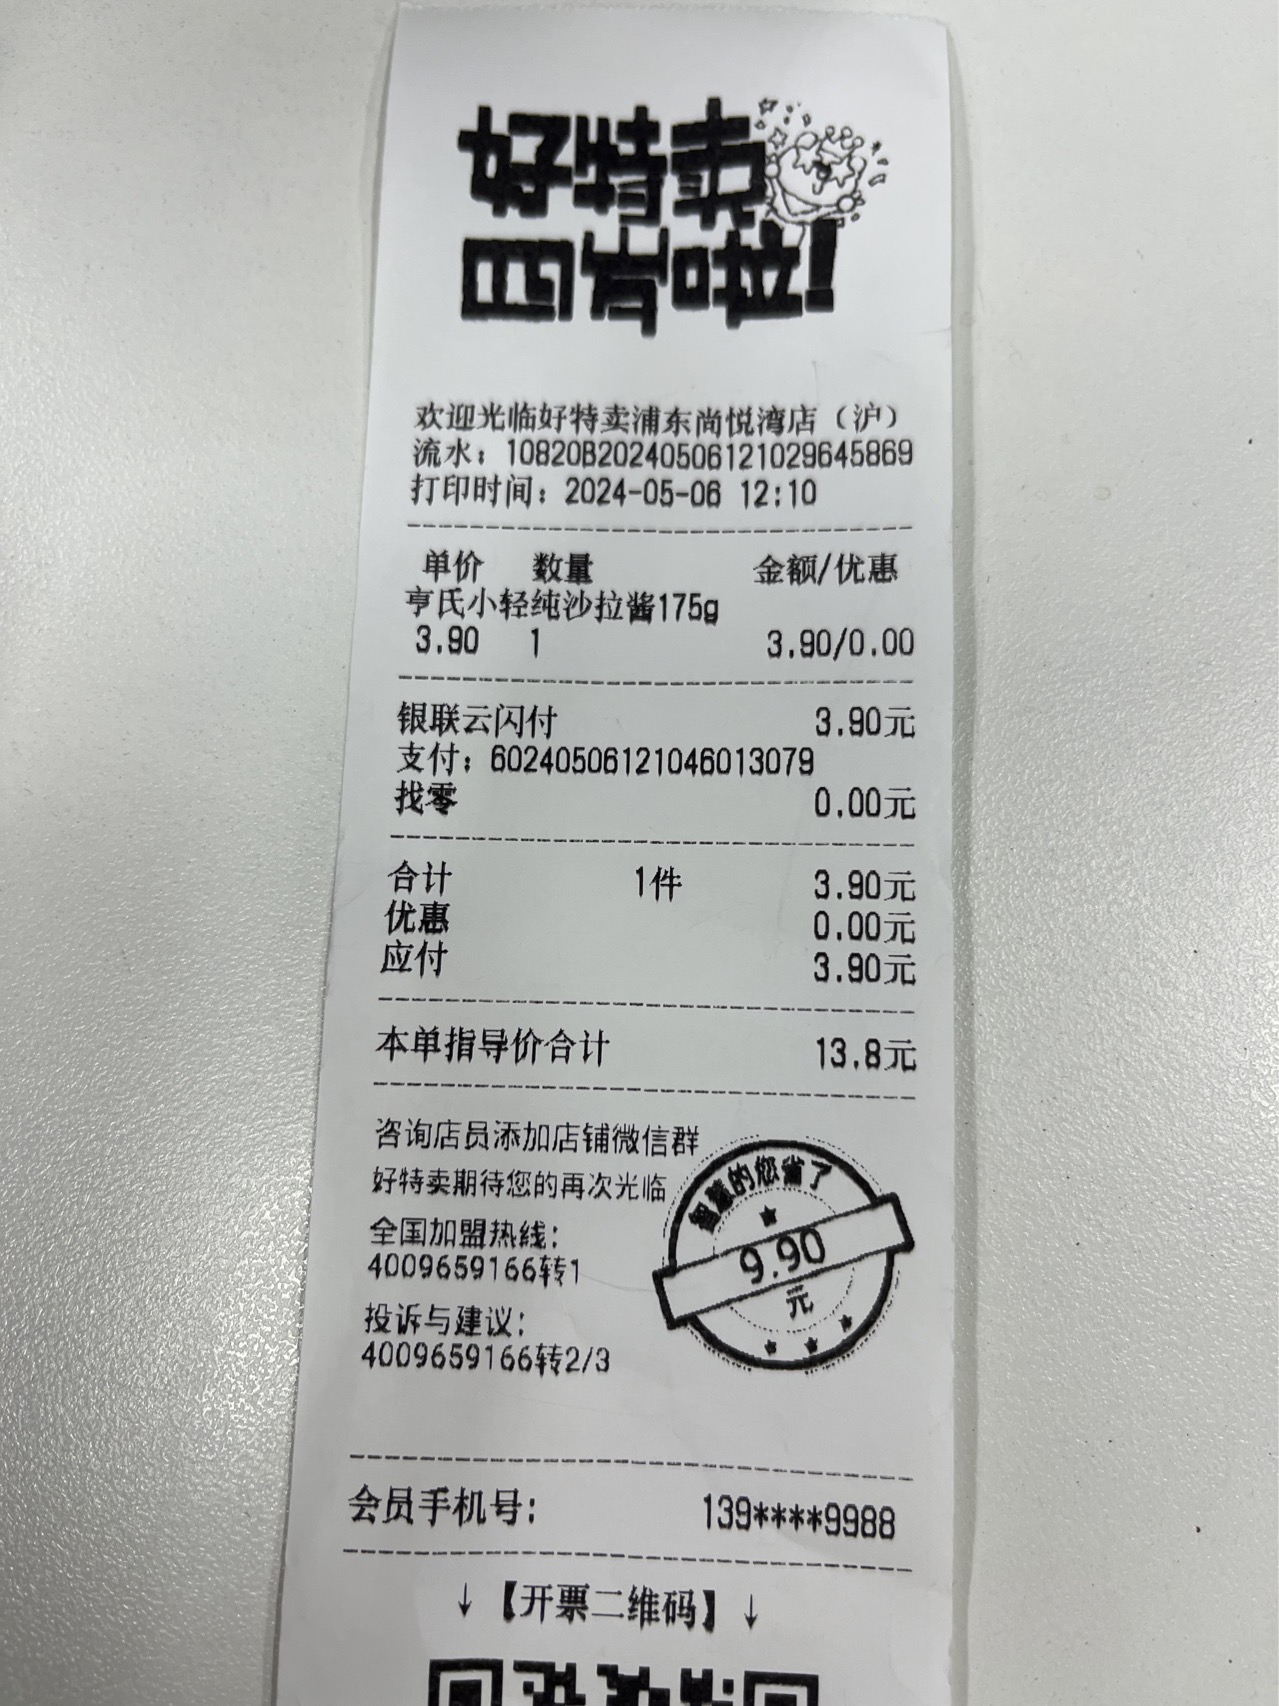 好特卖
日标啦!
欢迎光临好特卖浦东尚悦湾店（沪）
流水：10820B20240506121029645869
打印时间：2024-05-06 12:10
单价 数量 金额/优惠
亨氏小轻纯沙拉酱175g
3.90 1 3.90/0.00
银联云闪付 3.90元
支付：60240506121046013079
找零 0.00元
合计 1件 3.90元
优惠 0.00元
应付 3.90元
本单指导价合计 13.8元
咨询店员添加店铺微信群
好特卖期待您的再次光临
全国加盟热线：
4009659166转1
投诉与建议：
4009659166转2/3
智慧的您省了
9.90
元
会员手机号： 139****9988
↓【开票二维码】↓